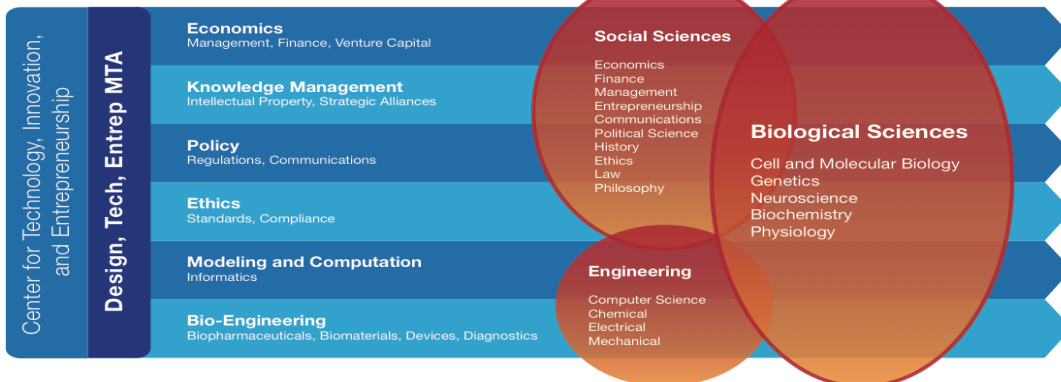 Center for Technology, Innovation,
and Entrepreneurship
Design, Tech, Entrep MTA
Economics
Management, Finance, Venture Capital
Knowledge Management
Intellectual Property, Strategic Alliances
Policy
Regulations, Communications
Ethics
Standards, Compliance
Modeling and Computation
Informatics
Bio-Engineering
Biopharmaceuticals, Biomaterials, Devices, Diagnostics
Social Sciences
Economics
Finance
Management
Entrepreneurship
Communications
Political Science
History
Ethics
Law
Philosophy
Engineering
Computer Science
Chemical
Electrical
Mechanical
Biological Sciences
Cell and Molecular Biology
Genetics
Neuroscience
Biochemistry
Physiology